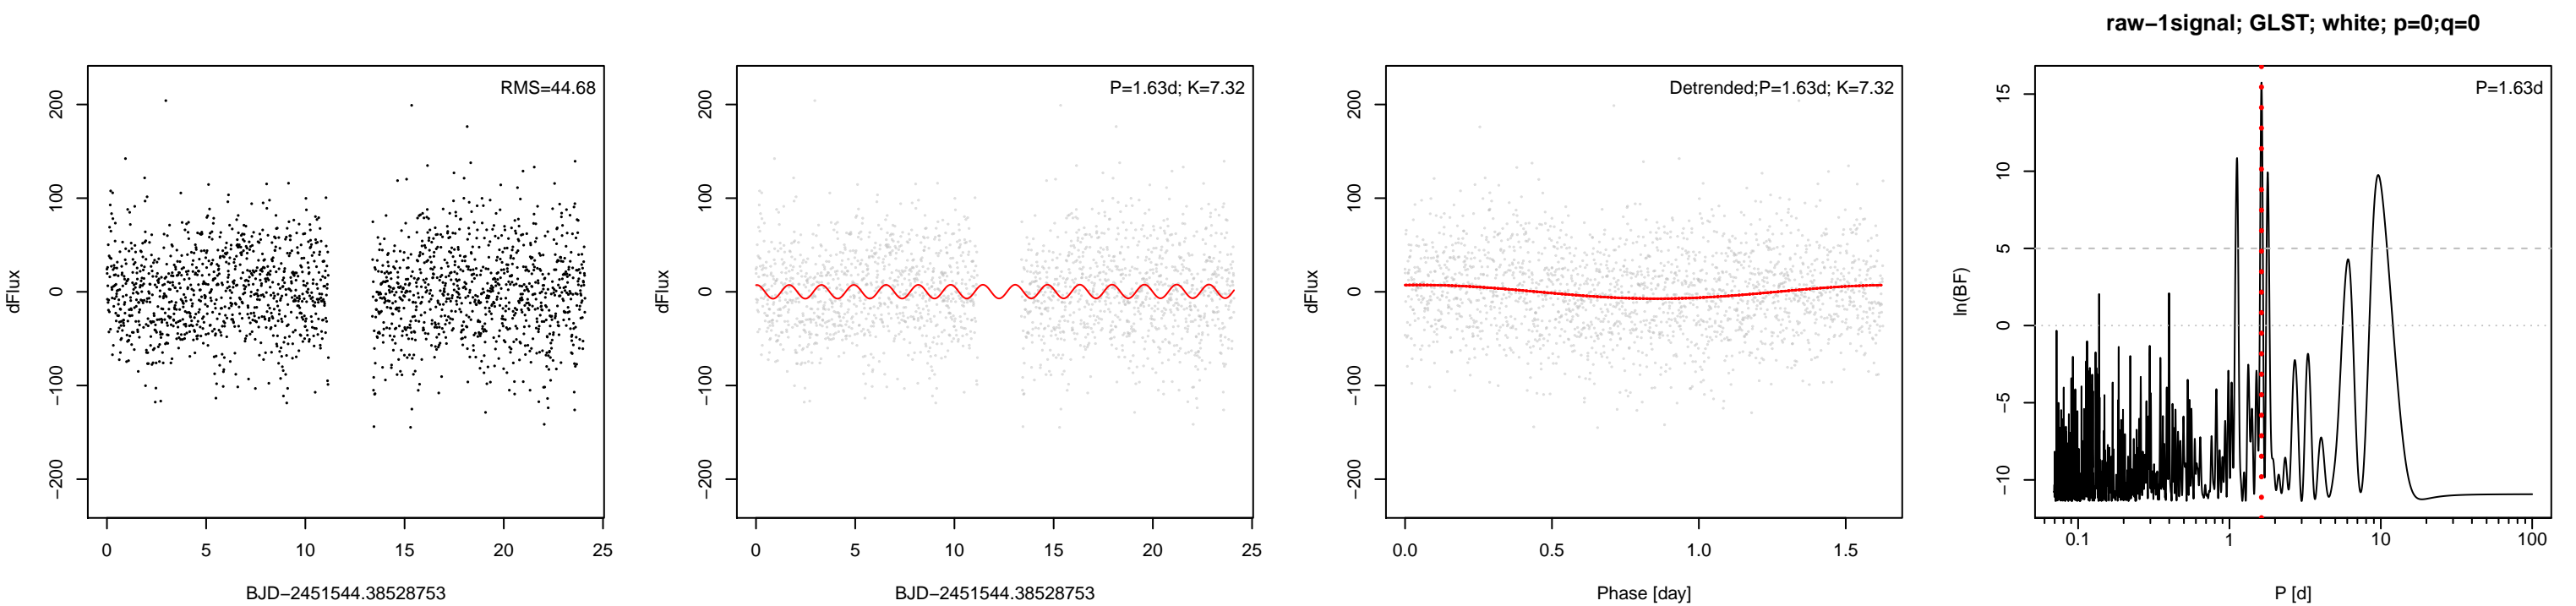 raw−1signal; GLST; white; p=0;q=0
RMS=44.68
dFlux
200
100
0
−100
−200
0 5 10 15 20 25
BJD−2451544.38528753
P=1.63d; K=7.32
dFlux
200
100
0
−100
−200
0 5 10 15 20 25
BJD−2451544.38528753
Detrended;P=1.63d; K=7.32
dFlux
200
100
0
−100
−200
0.0 0.5 1.0 1.5
Phase [day]
P=1.63d
ln(BF)
15
10
5
0
−5
−10
0.1 1 10 100
P [d]